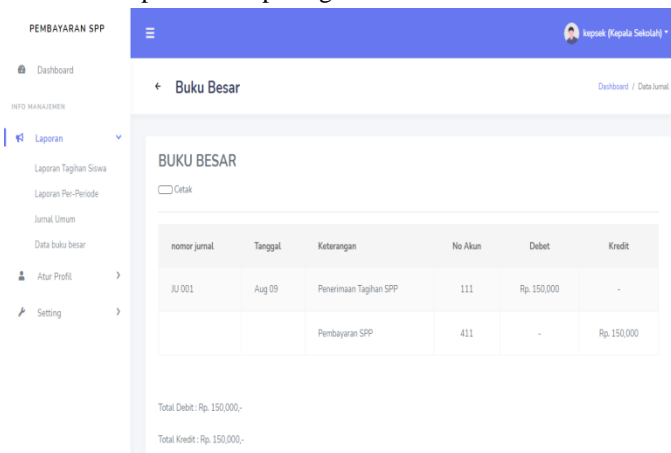 PEMBAYARAN SPP
kepsek (Kepala Sekolah)
Dashboard
INFO MANAJEMEN
Laporan
Laporan Tagihan Siswa
Laporan Per-Periode
Jurnal Umum
Data buku besar
Atur Profil
Setting
Buku Besar
Dashboard / Data Jurnal
BUKU BESAR
Cetak
nomor jurnal Tanggal Keterangan No Akun Debet Kredit
JU 001 Aug 09 Penerimaan Tagihan SPP 111 Rp. 150,000 -
Pembayaran SPP 411 - Rp. 150,000
Total Debit : Rp. 150,000,-
Total Kredit : Rp. 150,000,-